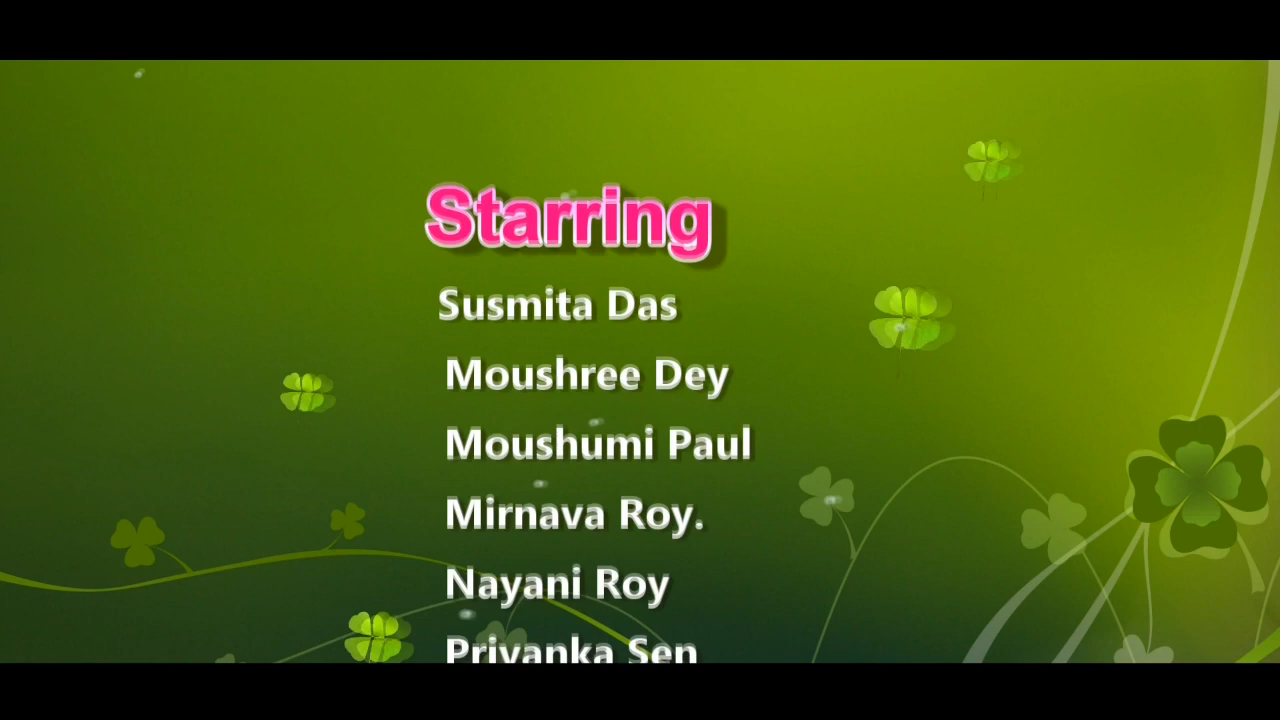 Starring
Susmita Das
Moushree Dey
Moushumi Paul
Mirnava Roy.
Nayani Roy
Priyanka Sen